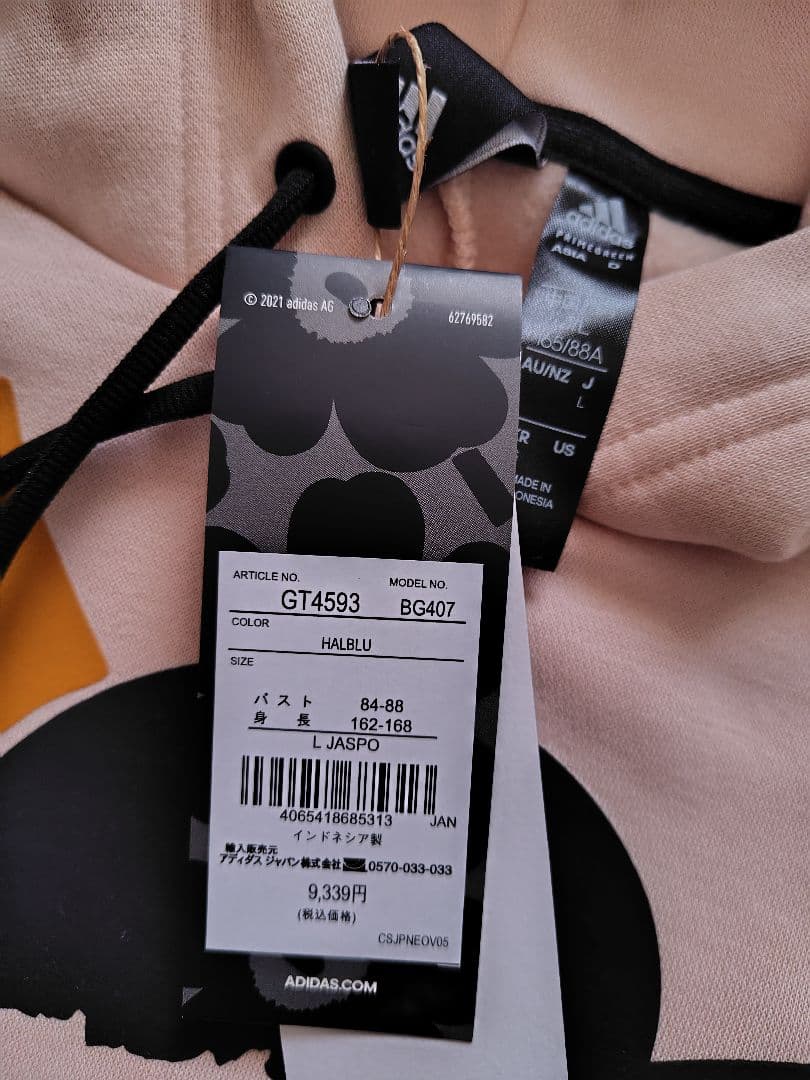 adidas
PRIMEGREEN
ASIA D
L
165/88A
AU/NZ J
L
US
MADE IN
© 2021 adidas AG
62769582
ARTICLE NO.
MODEL NO.
GT4593
BG407
COLOR
HALBLU
SIZE
バスト 84-88
身長 162-168
L JASPO
4065418685313 JAN
インドネシア製
輸入販売元
アディダス ジャパン株式会社 0570-033-033
9,339円
(税込価格)
CSJPNEOV05
ADIDAS.COM